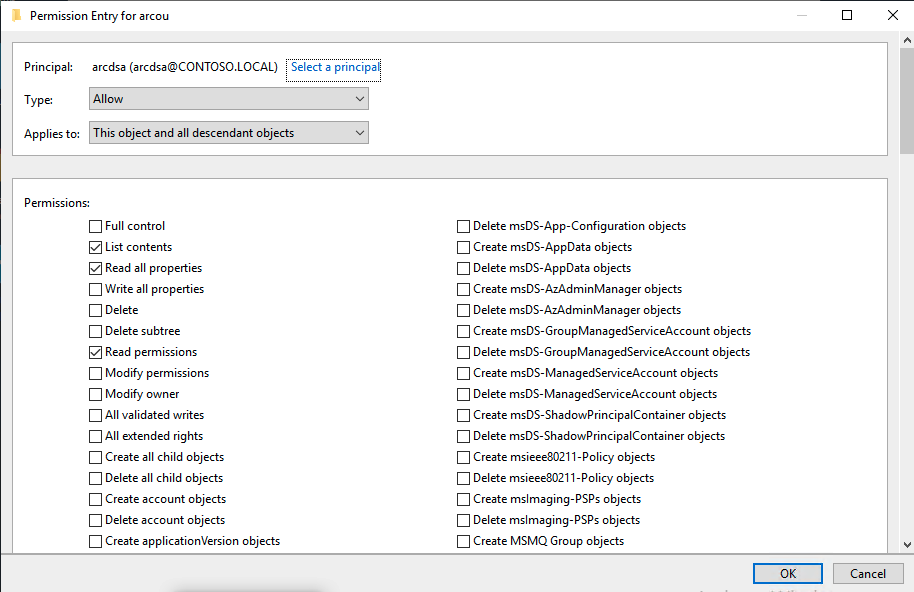 Permission Entry for arcou
Principal: arcdsa (arcdsa@CONTOSO.LOCAL) Select a principal
Type: Allow
Applies to: This object and all descendant objects
Permissions:
Full control
List contents
Read all properties
Write all properties
Delete
Delete subtree
Read permissions
Modify permissions
Modify owner
All validated writes
All extended rights
Create all child objects
Delete all child objects
Create account objects
Delete account objects
Create applicationVersion objects
Delete msDS-App-Configuration objects
Create msDS-AppData objects
Delete msDS-AppData objects
Create msDS-AzAdminManager objects
Delete msDS-AzAdminManager objects
Create msDS-GroupManagedServiceAccount objects
Delete msDS-GroupManagedServiceAccount objects
Create msDS-ManagedServiceAccount objects
Delete msDS-ManagedServiceAccount objects
Create msDS-ShadowPrincipalContainer objects
Delete msDS-ShadowPrincipalContainer objects
Create msieee80211-Policy objects
Delete msieee80211-Policy objects
Create msImaging-PSPs objects
Delete msImaging-PSPs objects
Create MSMQ Group objects
OK Cancel